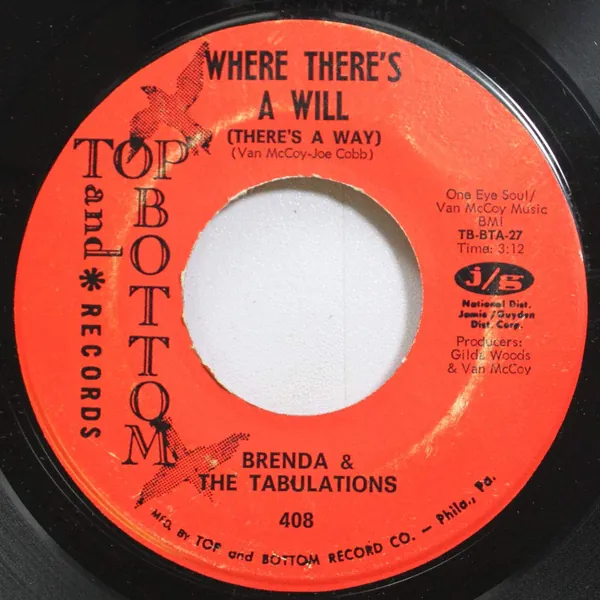 WHERE THERE'S
A WILL
(THERE'S A WAY)
(Van McCoy-Joe Cobb)
TOP
and
BOTTOM
* RECORDS
One Eye Soul/
Van McCoy Music
BMI
TB-BTA-27
Time: 3:12
j/g
National Dist.
Jamie/Guyden
Dist. Corp.
Producers:
Gilda Woods
& Van McCoy
BRENDA &
THE TABULATIONS
408
MFD. BY TOP and BOTTOM RECORD CO. — Phila., Pa.